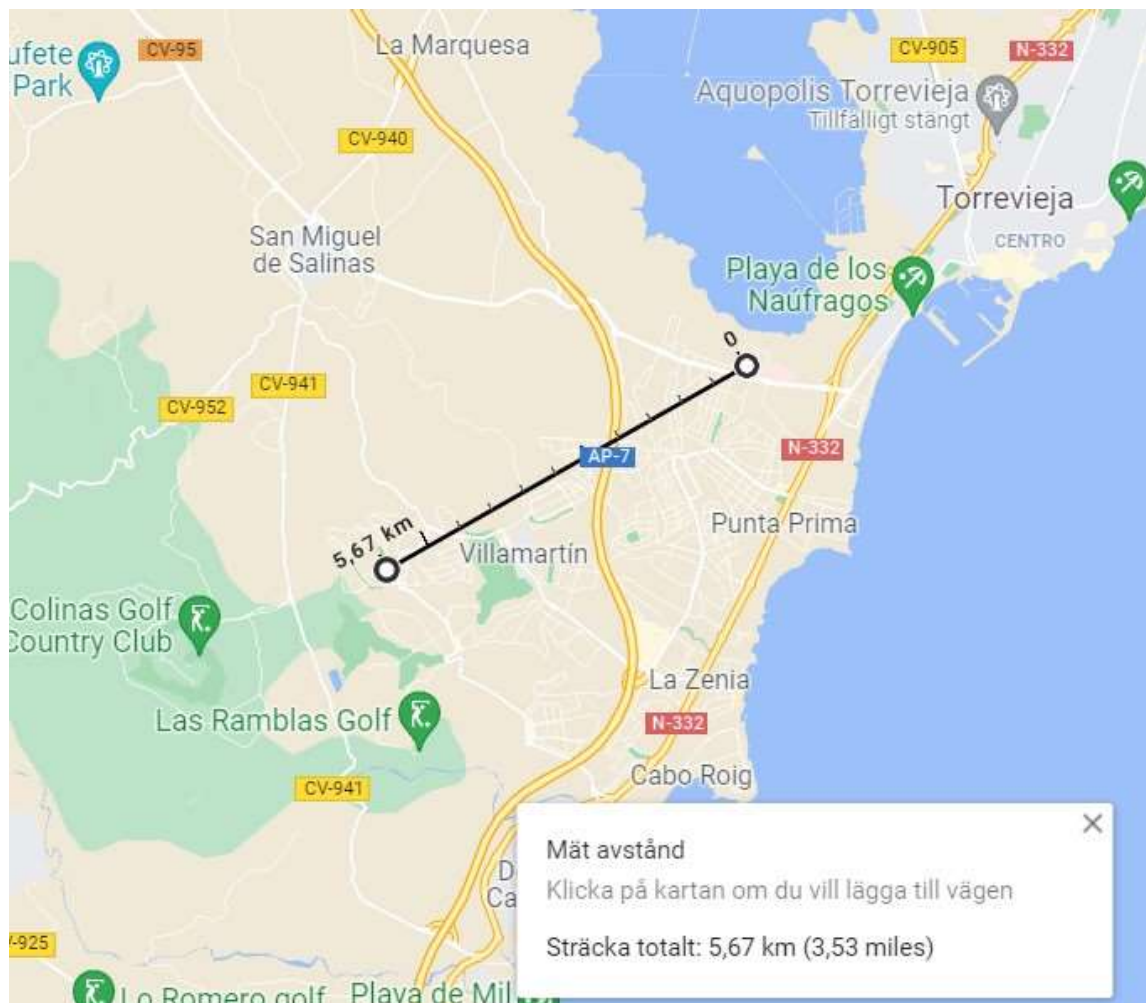 ufete
Park
CV-95
La Marquesa
CV-905
N-332
Aquopolis Torrevieja
Tillfälligt stängt
CV-940
Torrevieja
CENTRO
San Miguel
de Salinas
Playa de los
Naúfragos
0
CV-941
CV-952
AP-7
N-332
5,67 km
Villamartín
Punta Prima
Colinas Golf
Country Club
La Zenia
Las Ramblas Golf
N-332
Cabo Roig
CV-941
D
Ca
V-925
Lo Romero golf
Playa de Mil
Mät avstånd
Klicka på kartan om du vill lägga till vägen
Sträcka totalt: 5,67 km (3,53 miles)